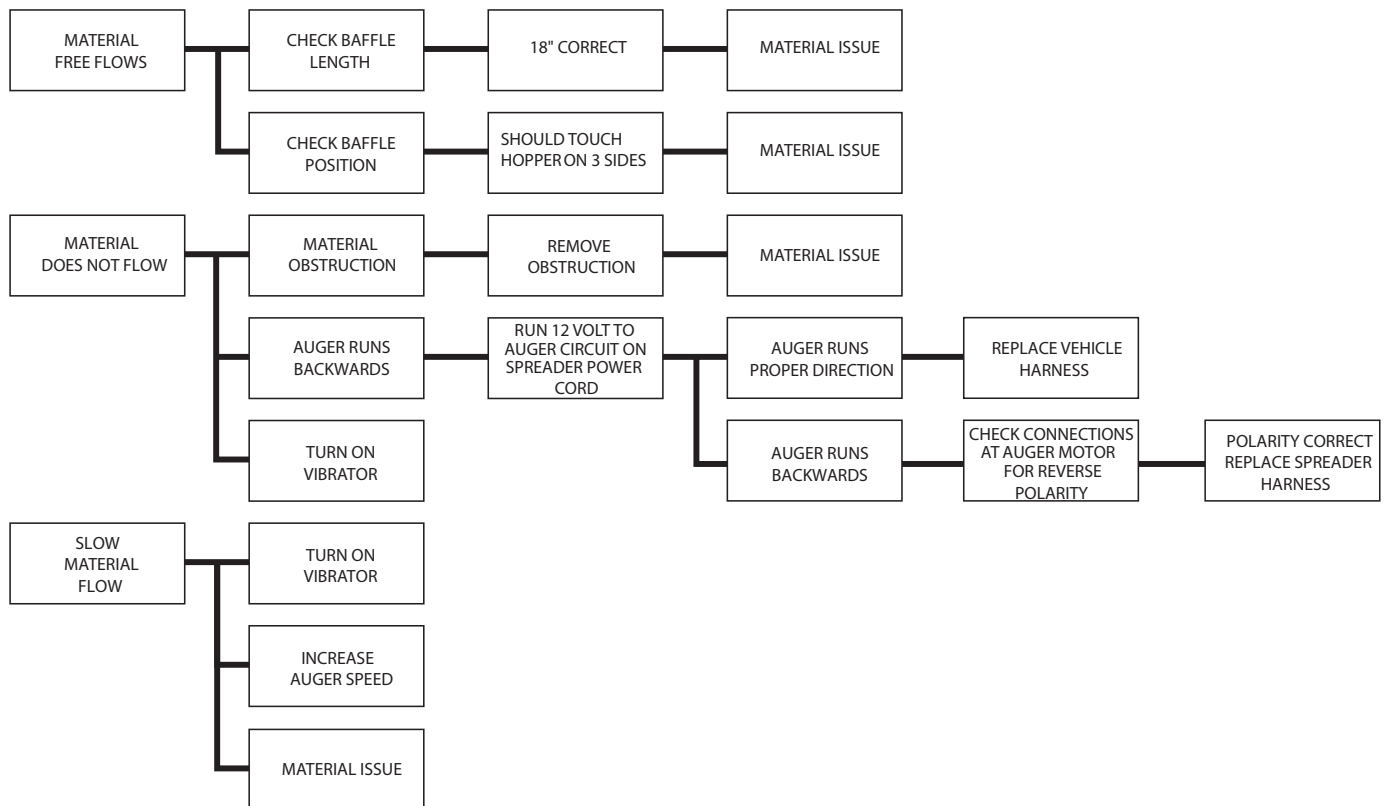 MATERIAL
FREE FLOWS
CHECK BAFFLE
LENGTH
18" CORRECT
MATERIAL ISSUE
CHECK BAFFLE
POSITION
SHOULD TOUCH
HOPPER ON 3 SIDES
MATERIAL ISSUE
MATERIAL
DOES NOT FLOW
MATERIAL
OBSTRUCTION
REMOVE
OBSTRUCTION
MATERIAL ISSUE
AUGER RUNS
BACKWARDS
RUN 12 VOLT TO
AUGER CIRCUIT ON
SPREADER POWER
CORD
AUGER RUNS
PROPER DIRECTION
REPLACE VEHICLE
HARNESS
AUGER RUNS
BACKWARDS
CHECK CONNECTIONS
AT AUGER MOTOR
FOR REVERSE
POLARITY
POLARITY CORRECT
REPLACE SPREADER
HARNESS
TURN ON
VIBRATOR
SLOW
MATERIAL
FLOW
TURN ON
VIBRATOR
INCREASE
AUGER SPEED
MATERIAL ISSUE